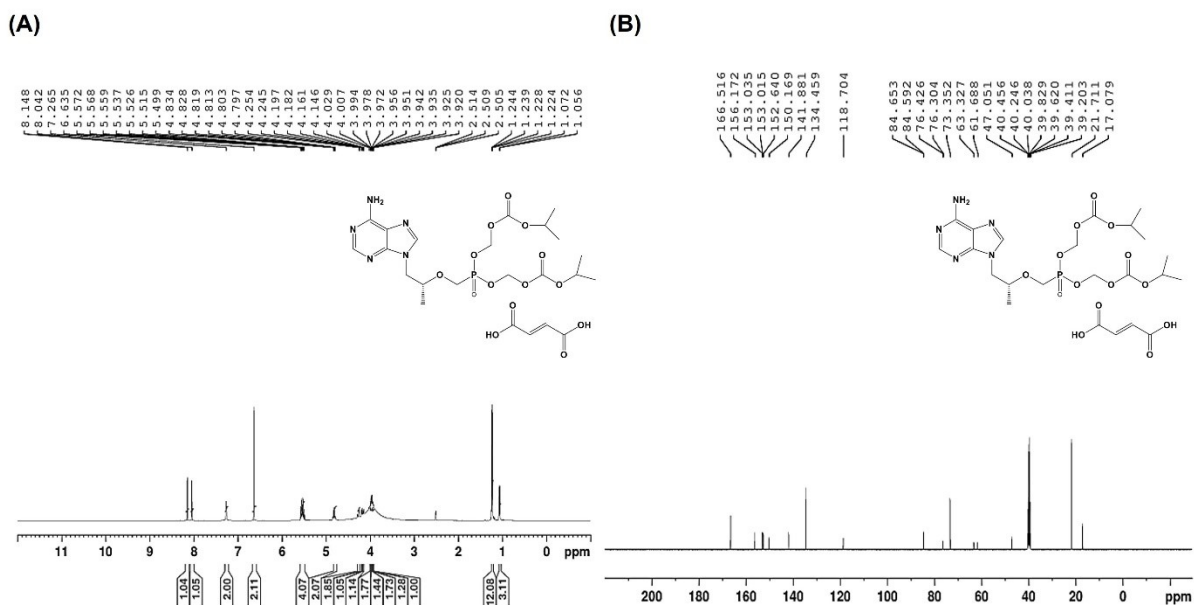 (A)
8.148
8.042
7.265
6.635
5.572
5.568
5.559
5.537
5.526
5.515
5.499
4.834
4.828
4.819
4.813
4.803
4.797
4.254
4.245
4.197
4.182
4.161
4.146
4.029
4.007
3.994
3.978
3.972
3.956
3.951
3.942
3.935
3.925
3.920
2.514
2.509
2.505
1.244
1.239
1.228
1.224
1.072
1.056
NH₂
N
N
N
N
O
O
O
O
O
P
O
O
O
O
O
O
OH
HO
O
11 10 9 8 7 6 5 4 3 2 1 0 ppm
1.04
1.05
2.00
2.11
4.07
2.07
1.85
1.05
1.14
1.77
1.44
1.73
1.28
1.00
12.08
3.11
(B)
166.516
156.172
153.035
153.015
152.640
150.169
141.881
134.459
118.704
84.653
84.592
76.426
76.304
73.352
63.327
61.688
47.051
40.456
40.246
40.038
39.829
39.620
39.411
39.203
21.711
17.079
NH₂
N
N
N
N
O
O
O
O
O
P
O
O
O
O
O
O
OH
HO
O
200 180 160 140 120 100 80 60 40 20 0 ppm